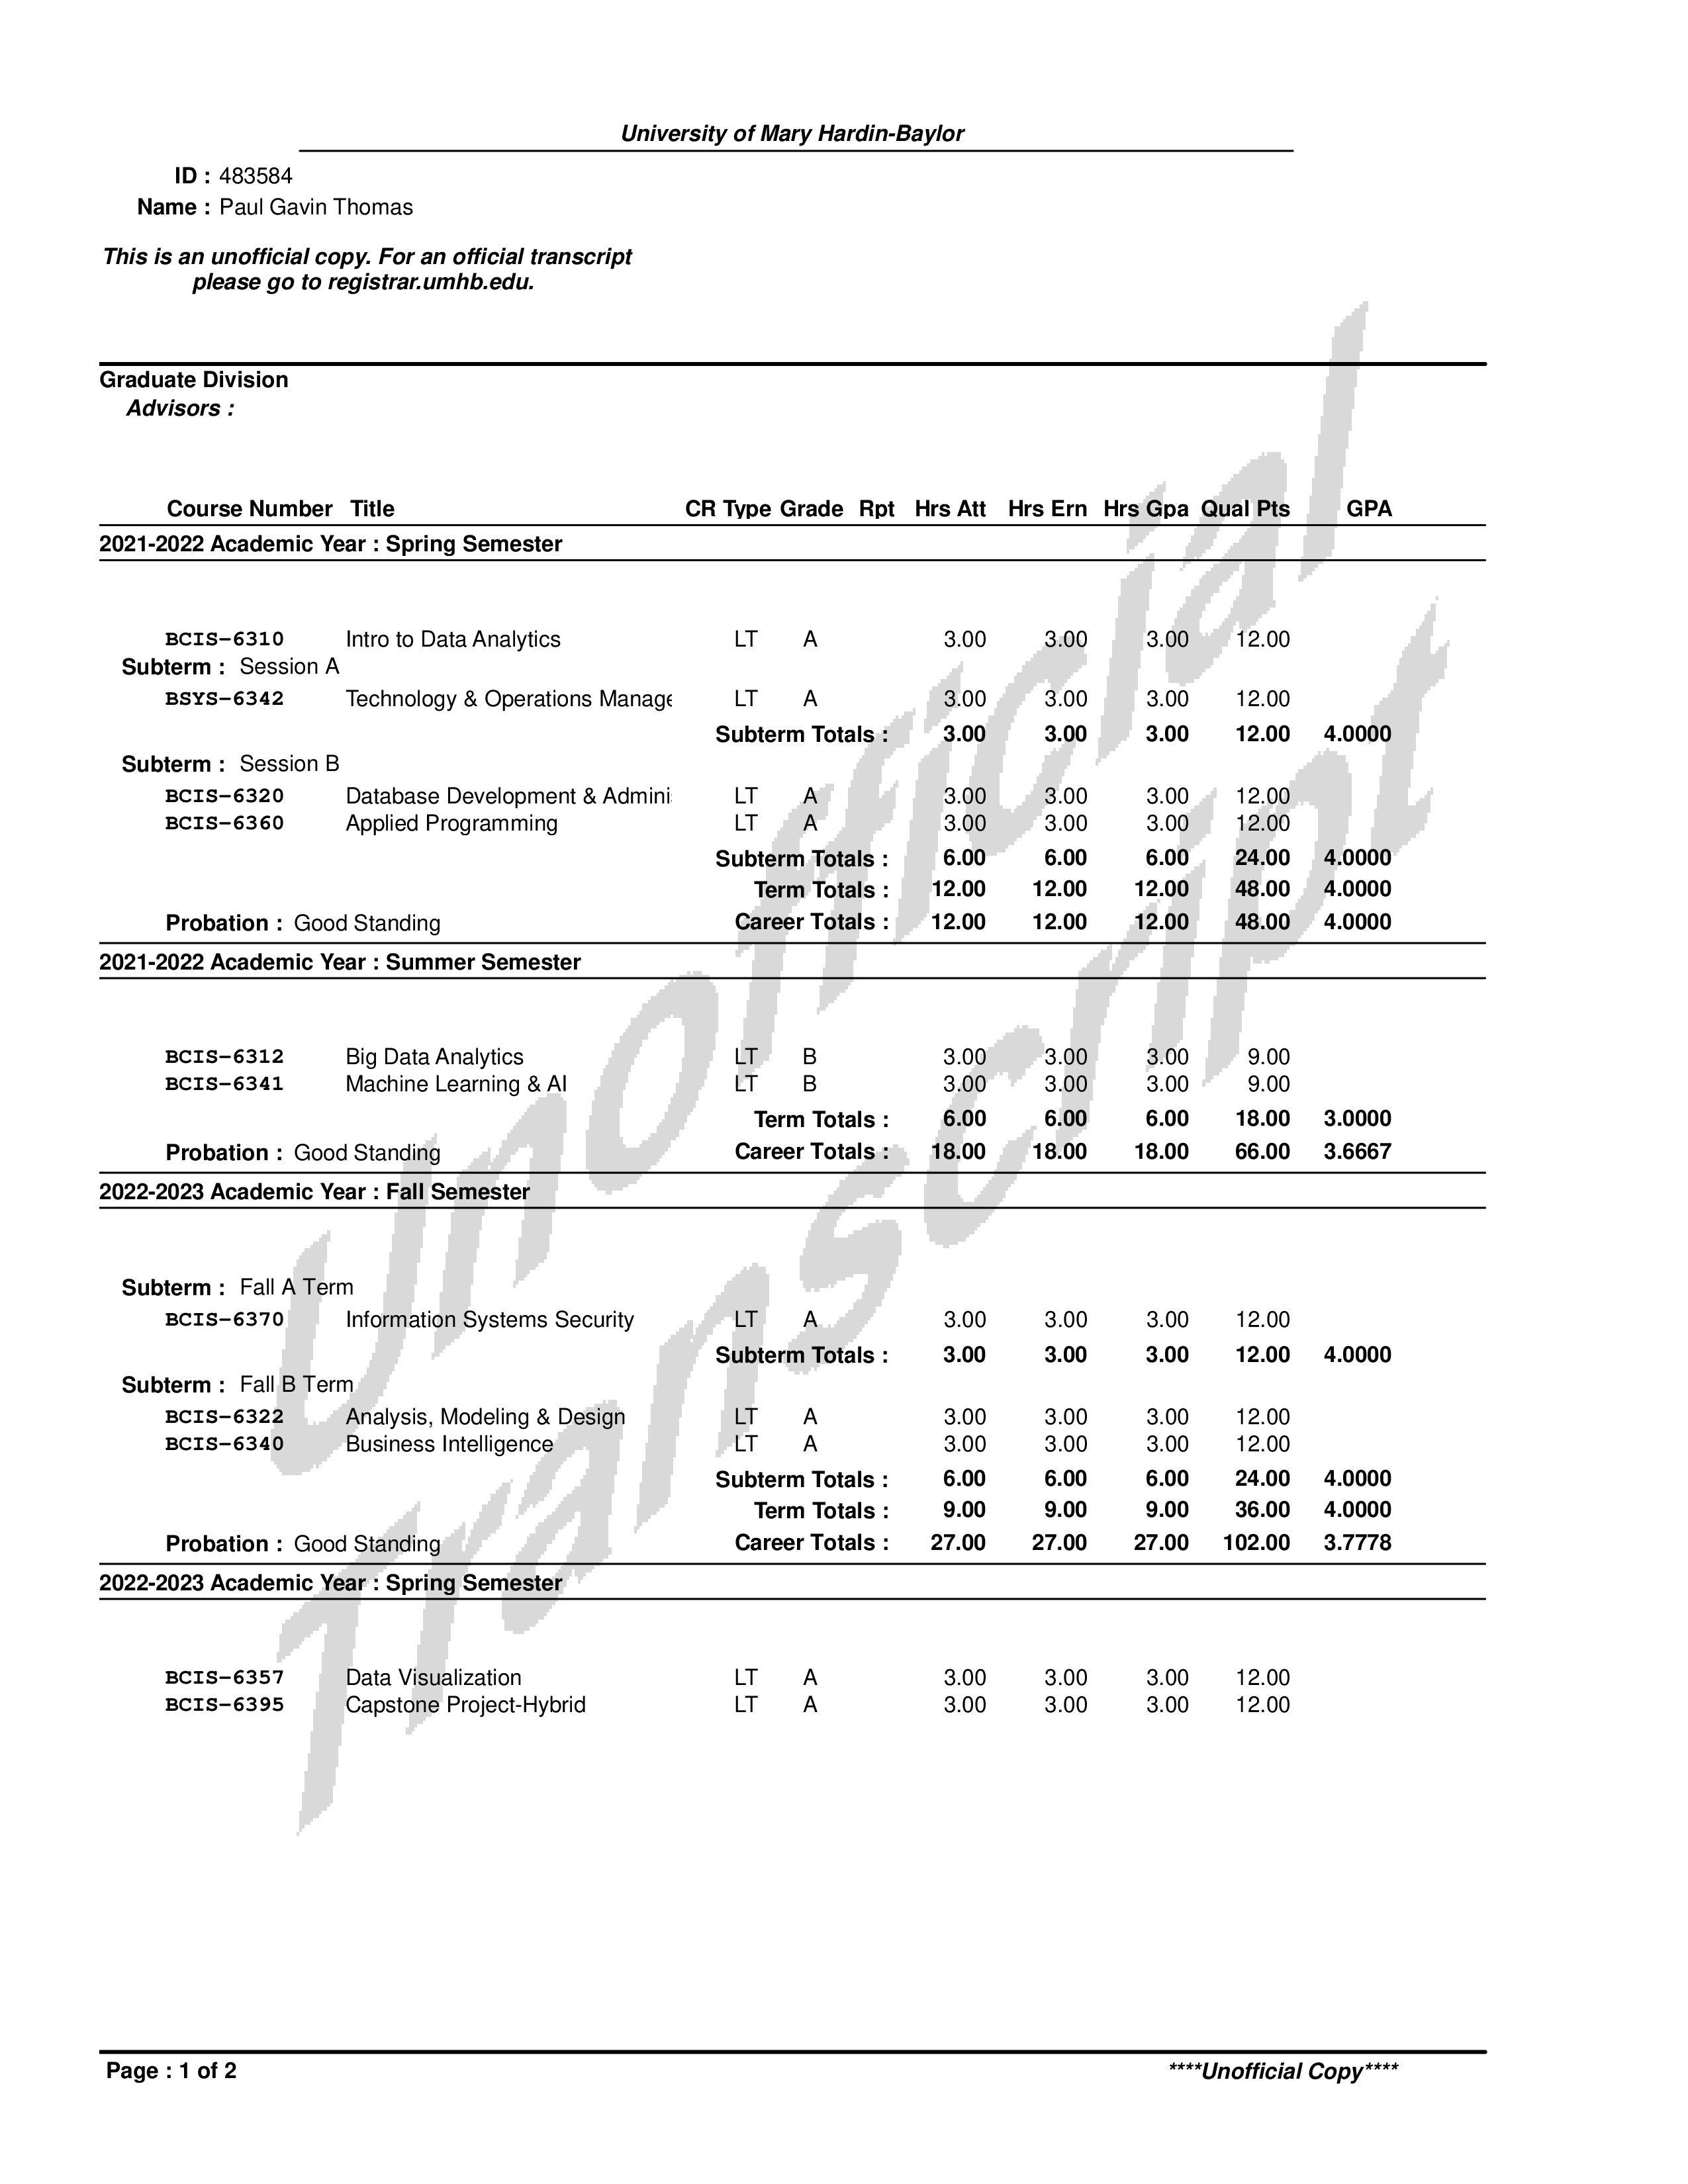 University of Mary Hardin-Baylor
ID : 483584
Name : Paul Gavin Thomas
This is an unofficial copy. For an official transcript
please go to registrar.umhb.edu.
Graduate Division
Advisors :
Course Number Title CR Type Grade Rpt Hrs Att Hrs Ern Hrs Gpa Qual Pts GPA
2021-2022 Academic Year : Spring Semester
BCIS-6310 Intro to Data Analytics LT A 3.00 3.00 3.00 12.00
Subterm : Session A
BSYS-6342 Technology & Operations Manage LT A 3.00 3.00 3.00 12.00
Subterm Totals : 3.00 3.00 3.00 12.00 4.0000
Subterm : Session B
BCIS-6320 Database Development & Admini LT A 3.00 3.00 3.00 12.00
BCIS-6360 Applied Programming LT A 3.00 3.00 3.00 12.00
Subterm Totals : 6.00 6.00 6.00 24.00 4.0000
Term Totals : 12.00 12.00 12.00 48.00 4.0000
Probation : Good Standing Career Totals : 12.00 12.00 12.00 48.00 4.0000
2021-2022 Academic Year : Summer Semester
BCIS-6312 Big Data Analytics LT B 3.00 3.00 3.00 9.00
BCIS-6341 Machine Learning & AI LT B 3.00 3.00 3.00 9.00
Term Totals : 6.00 6.00 6.00 18.00 3.0000
Probation : Good Standing Career Totals : 18.00 18.00 18.00 66.00 3.6667
2022-2023 Academic Year : Fall Semester
Subterm : Fall A Term
BCIS-6370 Information Systems Security LT A 3.00 3.00 3.00 12.00
Subterm Totals : 3.00 3.00 3.00 12.00 4.0000
Subterm : Fall B Term
BCIS-6322 Analysis, Modeling & Design LT A 3.00 3.00 3.00 12.00
BCIS-6340 Business Intelligence LT A 3.00 3.00 3.00 12.00
Subterm Totals : 6.00 6.00 6.00 24.00 4.0000
Term Totals : 9.00 9.00 9.00 36.00 4.0000
Probation : Good Standing Career Totals : 27.00 27.00 27.00 102.00 3.7778
2022-2023 Academic Year : Spring Semester
BCIS-6357 Data Visualization LT A 3.00 3.00 3.00 12.00
BCIS-6395 Capstone Project-Hybrid LT A 3.00 3.00 3.00 12.00
Unofficial
Transcript
Page : 1 of 2 ****Unofficial Copy****